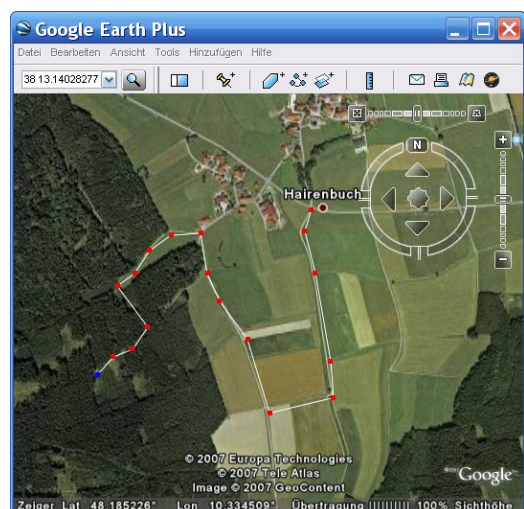 Google Earth Plus
Datei Bearbeiten Ansicht Tools Hinzufügen Hilfe
38 13.14028277
N
Hairenbuch
© 2007 Europa Technologies
© 2007 Tele Atlas
Image © 2007 GeoContent
Google
Zeiger Lat 48.185226° Lon 10.334509° Übertragung |||||||||| 100% Sichthöhe